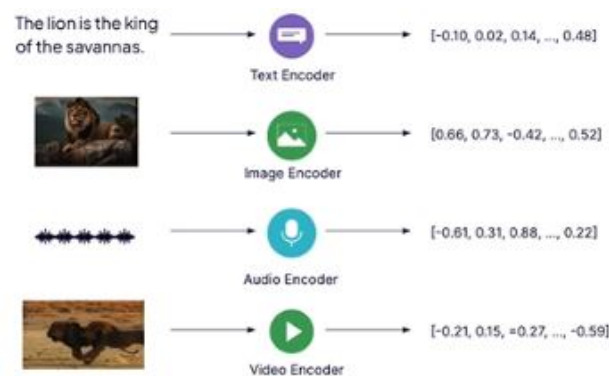 The lion is the king
of the savannas.
[-0.10, 0.02, 0.14, ..., 0.48]
Text Encoder
[0.66, 0.73, -0.42, ..., 0.52]
Image Encoder
[-0.61, 0.31, 0.88, ..., 0.22]
Audio Encoder
[-0.21, 0.15, =0.27, ..., -0.59]
Video Encoder